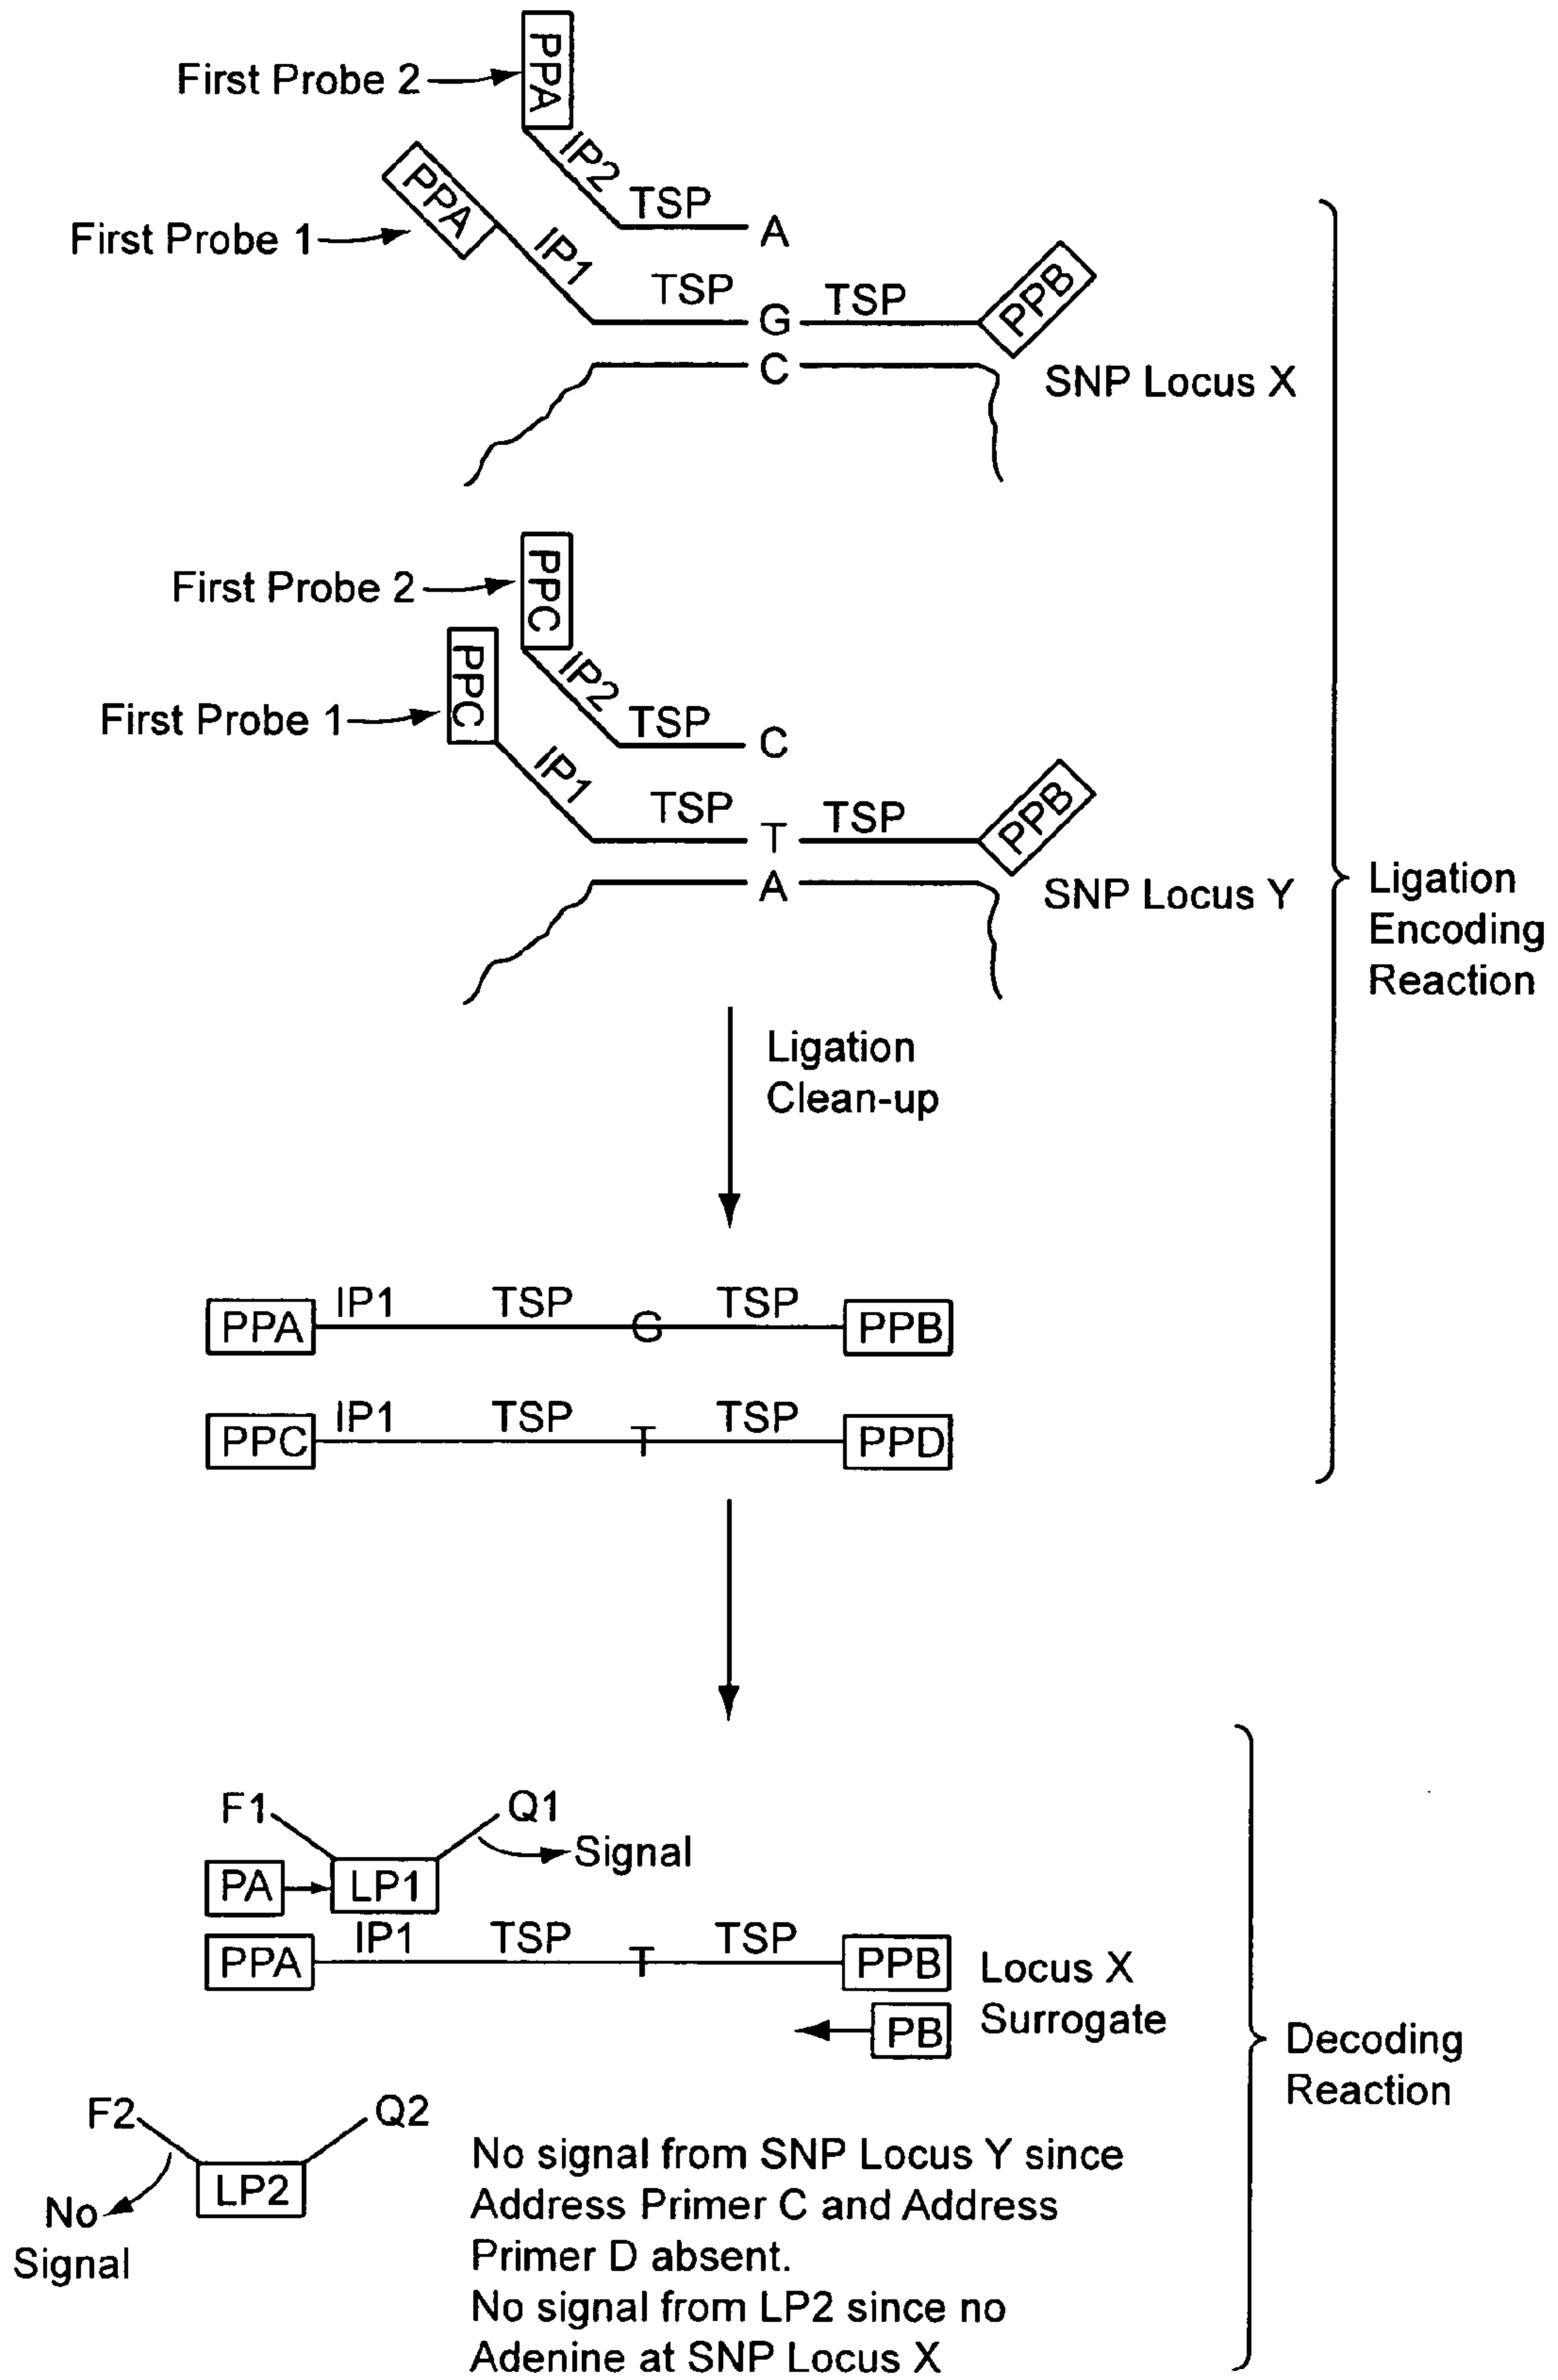 PPA
First Probe 2
IP2
TSP
A
PPA
First Probe 1
IP1
TSP
G
TSP
PPB
C
SNP Locus X
PPC
First Probe 2
IP2
TSP
C
PPC
First Probe 1
IP1
TSP
T
TSP
PPB
A
SNP Locus Y
Ligation
Encoding
Reaction
Ligation
Clean-up
IP1 TSP TSP
PPA G PPB
IP1 TSP TSP
PPC T PPD
F1 Q1
Signal
PA LP1
IP1 TSP TSP
PPA T PPB
Locus X
Surrogate
PB
Decoding
Reaction
F2 Q2
LP2
No
Signal
No signal from SNP Locus Y since
Address Primer C and Address
Primer D absent.
No signal from LP2 since no
Adenine at SNP Locus X